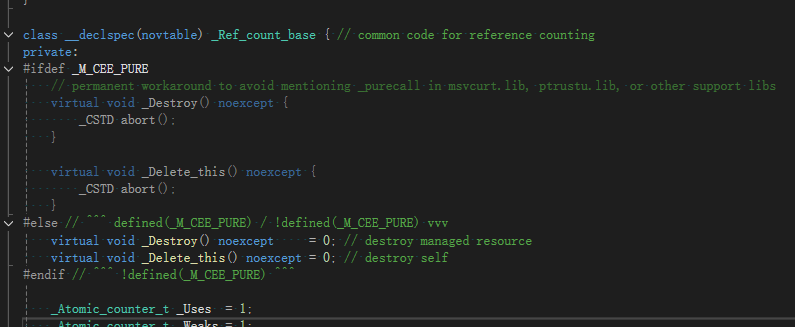 }
class __declspec(novtable) _Ref_count_base { // common code for reference counting
private:
#ifdef _M_CEE_PURE
    // permanent workaround to avoid mentioning _purecall in msvcurt.lib, ptrustu.lib, or other support libs
    virtual void _Destroy() noexcept {
        _CSTD abort();
    }

    virtual void _Delete_this() noexcept {
        _CSTD abort();
    }
#else // ^^^ defined(_M_CEE_PURE) / !defined(_M_CEE_PURE) vvv
    virtual void _Destroy() noexcept     = 0; // destroy managed resource
    virtual void _Delete_this() noexcept = 0; // destroy self
#endif // ^^^ !defined(_M_CEE_PURE) ^^^

    _Atomic_counter_t _Uses  = 1;
    _Atomic_counter_t _Weaks = 1;